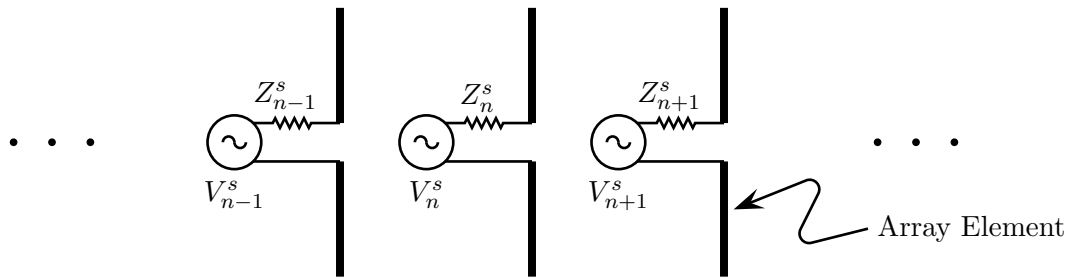 Z^s_{n-1} Z^s_n Z^s_{n+1}
. . . . . .
V^s_{n-1} V^s_n V^s_{n+1}
Array Element